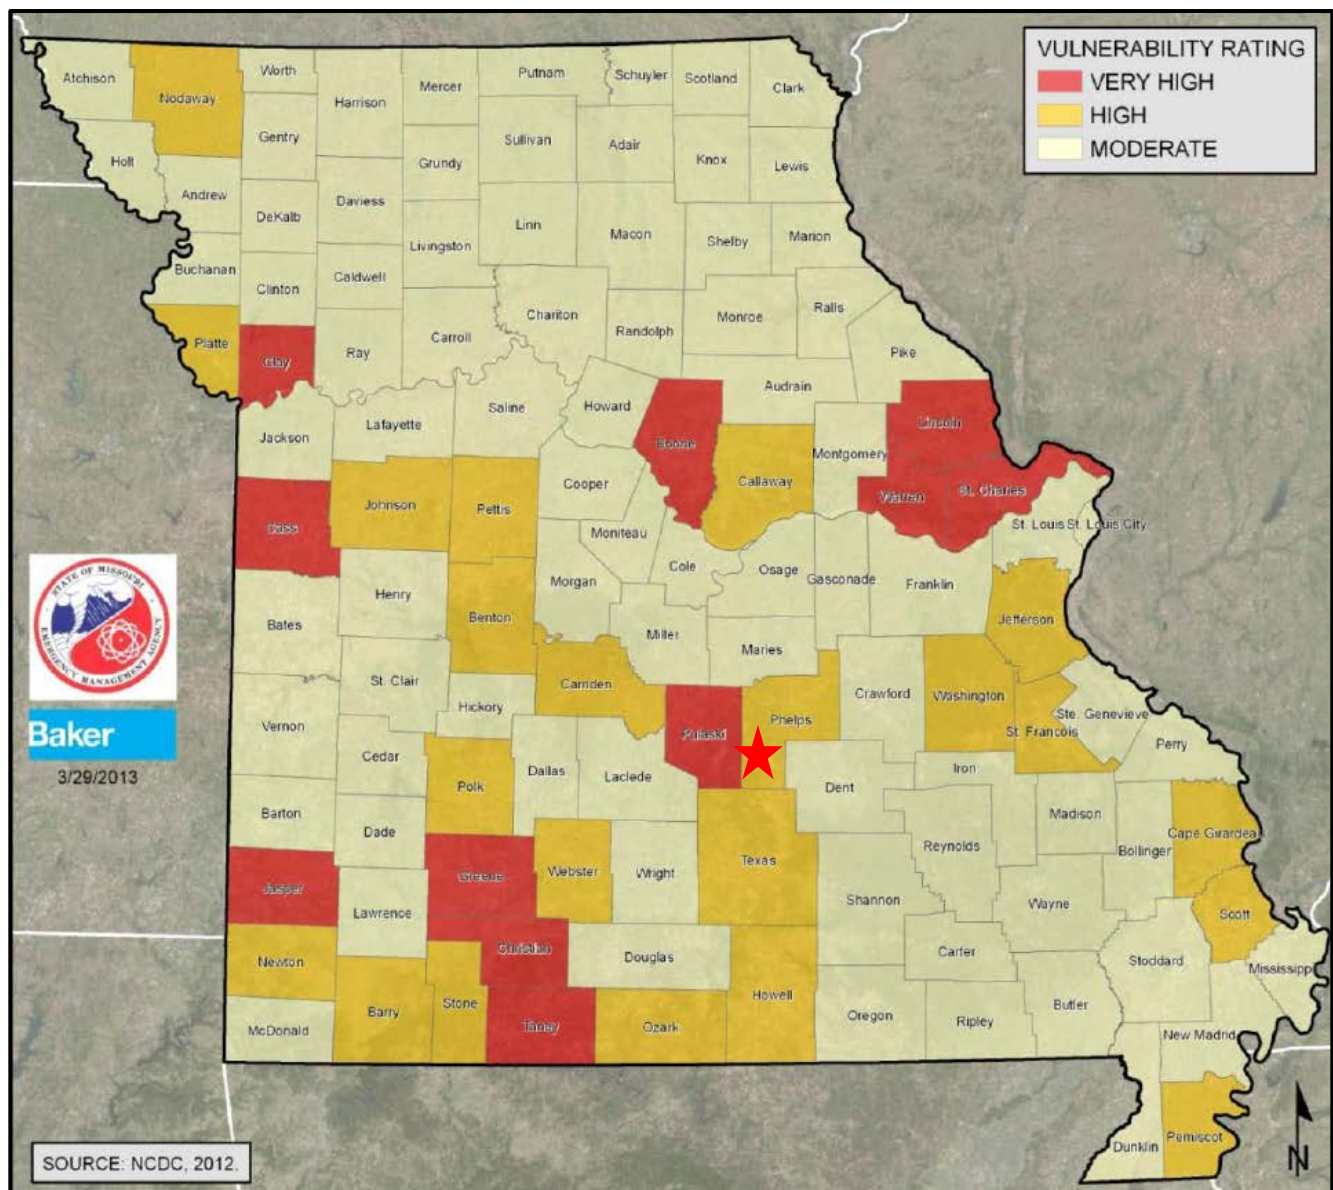 VULNERABILITY RATING
VERY HIGH
HIGH
MODERATE
Atchison
Nodaway
Worth
Harrison
Mercer
Putnam
Schuyler
Scotland
Clark
Holt
Gentry
Grundy
Sullivan
Adair
Knox
Lewis
Andrew
DeKalb
Daviess
Livingston
Linn
Macon
Shelby
Marion
Buchanan
Clinton
Caldwell
Chariton
Randolph
Monroe
Ralls
Platte
Clay
Ray
Carroll
Pike
Audrain
Jackson
Lafayette
Saline
Howard
Boone
Lincoln
Montgomery
Callaway
Cooper
Warren
St. Charles
Cass
Johnson
Pettis
Moniteau
St. Louis
St. Louis City
Henry
Morgan
Cole
Osage
Gasconade
Franklin
Bates
Benton
Miller
Maries
Jefferson
St. Clair
Hickory
Camden
Crawford
Washington
Vernon
Pulaski
Phelps
St. Francois
Ste. Genevieve
Perry
Cedar
Polk
Dallas
Laclede
Dent
Iron
Barton
Dade
Madison
Bollinger
Cape Girardea
Jasper
Greene
Webster
Wright
Texas
Reynolds
Lawrence
Shannon
Wayne
Scott
Newton
Christian
Douglas
Carter
Stoddard
Mississippi
McDonald
Barry
Stone
Taney
Ozark
Howell
Oregon
Ripley
Butler
New Madrid
Dunklin
Pemiscot
STATE OF MISSOURI
EMERGENCY MANAGEMENT AGENCY
Baker
3/29/2013
SOURCE: NCDC, 2012.
N